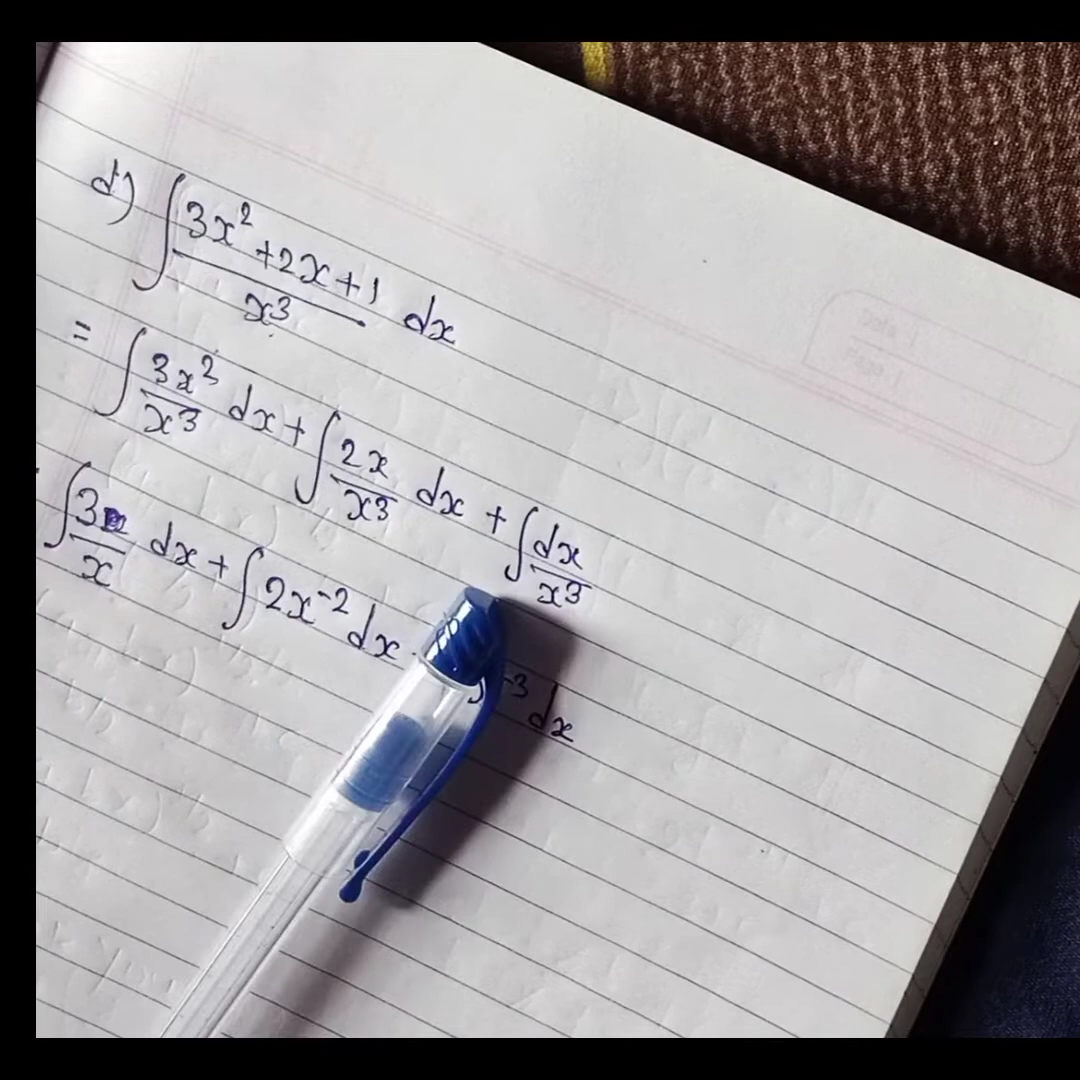 d) ∫ (3x² + 2x + 1)/x³ dx
= ∫ 3x²/x³ dx + ∫ 2x/x³ dx + ∫ dx/x³
∫ 3/x dx + ∫ 2x⁻² dx ⁻³ dx